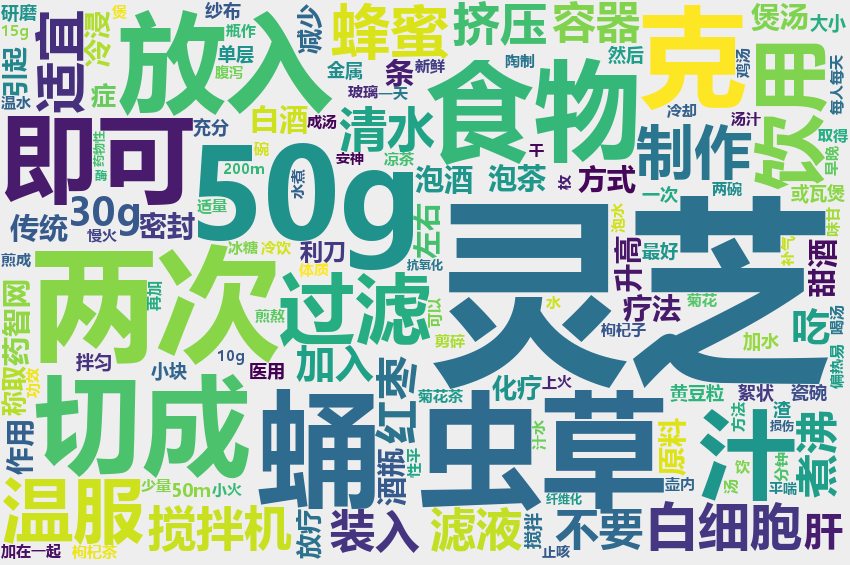 研磨
15g
引起
温水
适宜
煲
冷浸
症
纱布
瓶作
单层
腹泻
减少
放入
蜂蜜
金属
条
新鲜
玻璃
一天
挤压
陶制
容器
然后
煲汤
大小
鸡汤
克
汤汁
冷却
饮用
每人每天
取得
早晚
即可
药物性
充分
白酒
碗
成汤
安神
200m
水煮
50g
适量
清水
凉茶
食物
泡酒
泡茶
干
枚
方式
制作
一次
两碗
或瓦煲
味甘
传统
30g
慢火
密封
煎成
两次
再加
冰糖
冷饮
利刀
体质
过滤
左右
抗氧化
灵芝
泡水
升高
最好
补气
甜酒
疗法
菊花
吃
喝汤
称取药智网
功效
拌匀
小块
煎熬
10g
医用
加入
可以
剪碎
水
枸杞子
加水
偏热易
切成
红枣
菊花茶
化疗
上火
黄豆粒
絮状
瓷碗
作用
酒瓶
性平
蛹虫草
汁水
原料
汁
方法
渣
损伤
煮沸
分钟
温服
少量
50m
小火
搅拌机
放疗
装入
滤液
纤维化
搅拌
不要
壶内
白细胞
汤
好
平喘
肝
加在一起
枸杞茶
止咳